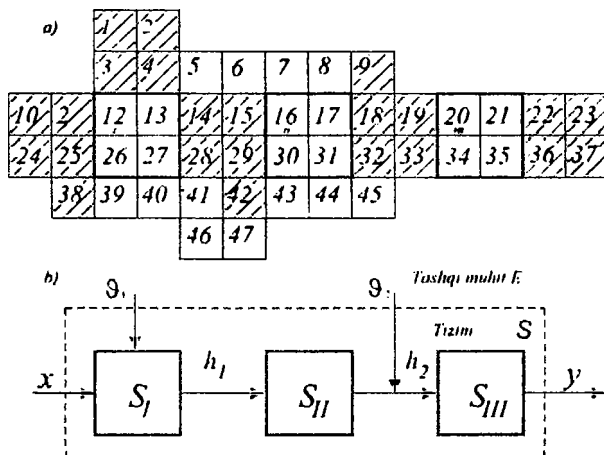 a)
1 2
3 4 5 6 7 8 9
10 2 12 13 14 15 16 17 18 19 20 21 22 23
I II III
24 25 26 27 28 29 30 31 32 33 34 35 36 37
38 39 40 41 42 43 44 45
46 47
b) ϑ₁ ϑ₂ Tashqi muhit E
Tizim S
x h₁ h₂ y
S_I S_II S_III